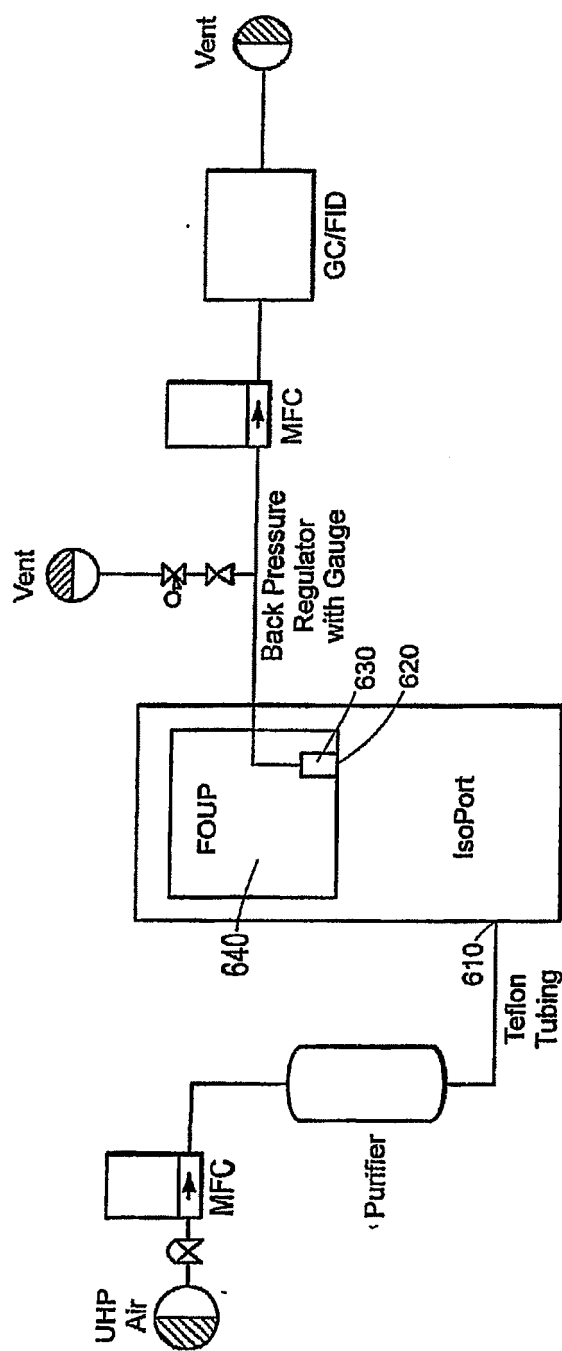 UHP
Air
MFC
Purifier
Teflon
Tubing
610
640
FOUP
IsoPort
630
620
Vent
Back Pressure
Regulator
with Gauge
MFC
GC/FID
Vent